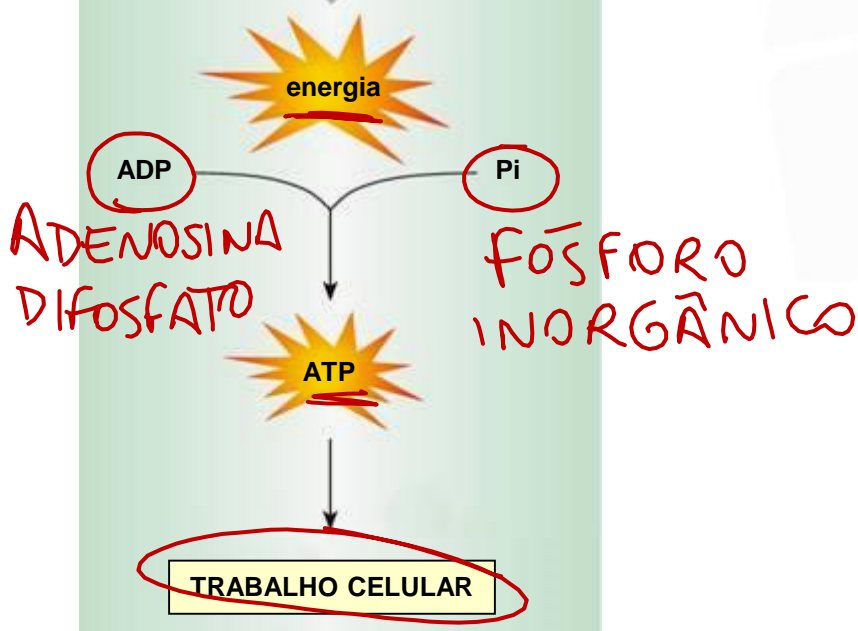 energia
ADP
Pi
ADENOSINA
DIFOSFATO
FÓSFORO
INORGÂNICO
ATP
TRABALHO CELULAR